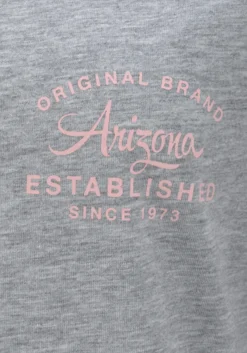 ORIGINAL BRAND
Arizona
ESTABLISHED
SINCE 1973